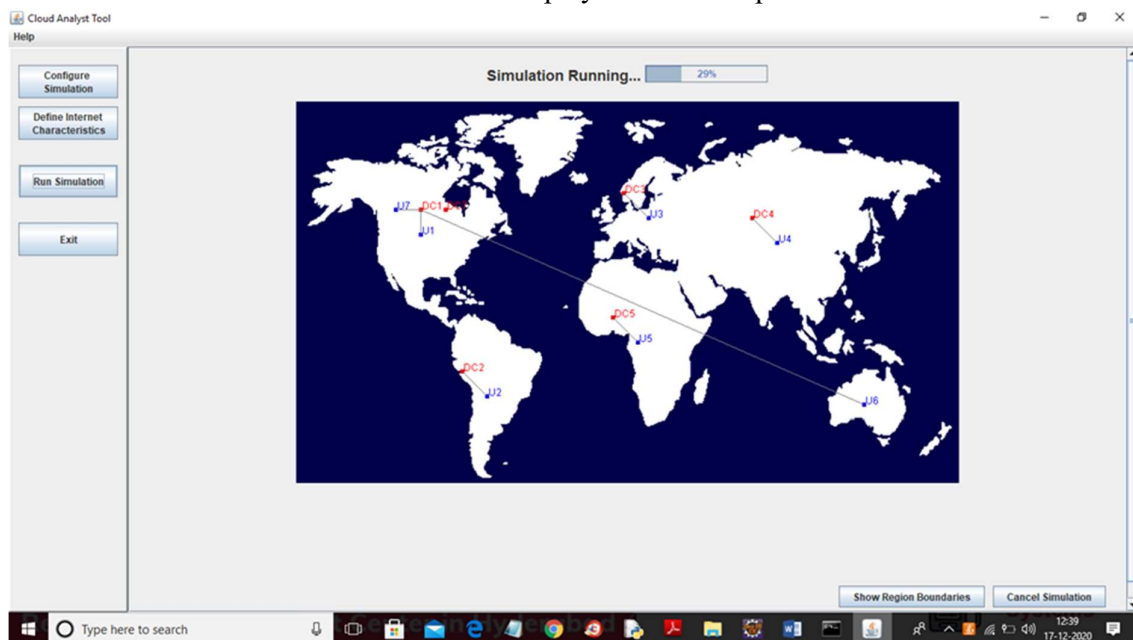 Cloud Analyst Tool
Help
Configure
Simulation
Define Internet
Characteristics
Run Simulation
Exit
Simulation Running... 29%
DC3
U7 DC1
U3
DC4
U1
U4
DC5
U5
DC2
U2
U6
Show Region Boundaries
Cancel Simulation
Type here to search
12:39
17-12-2020